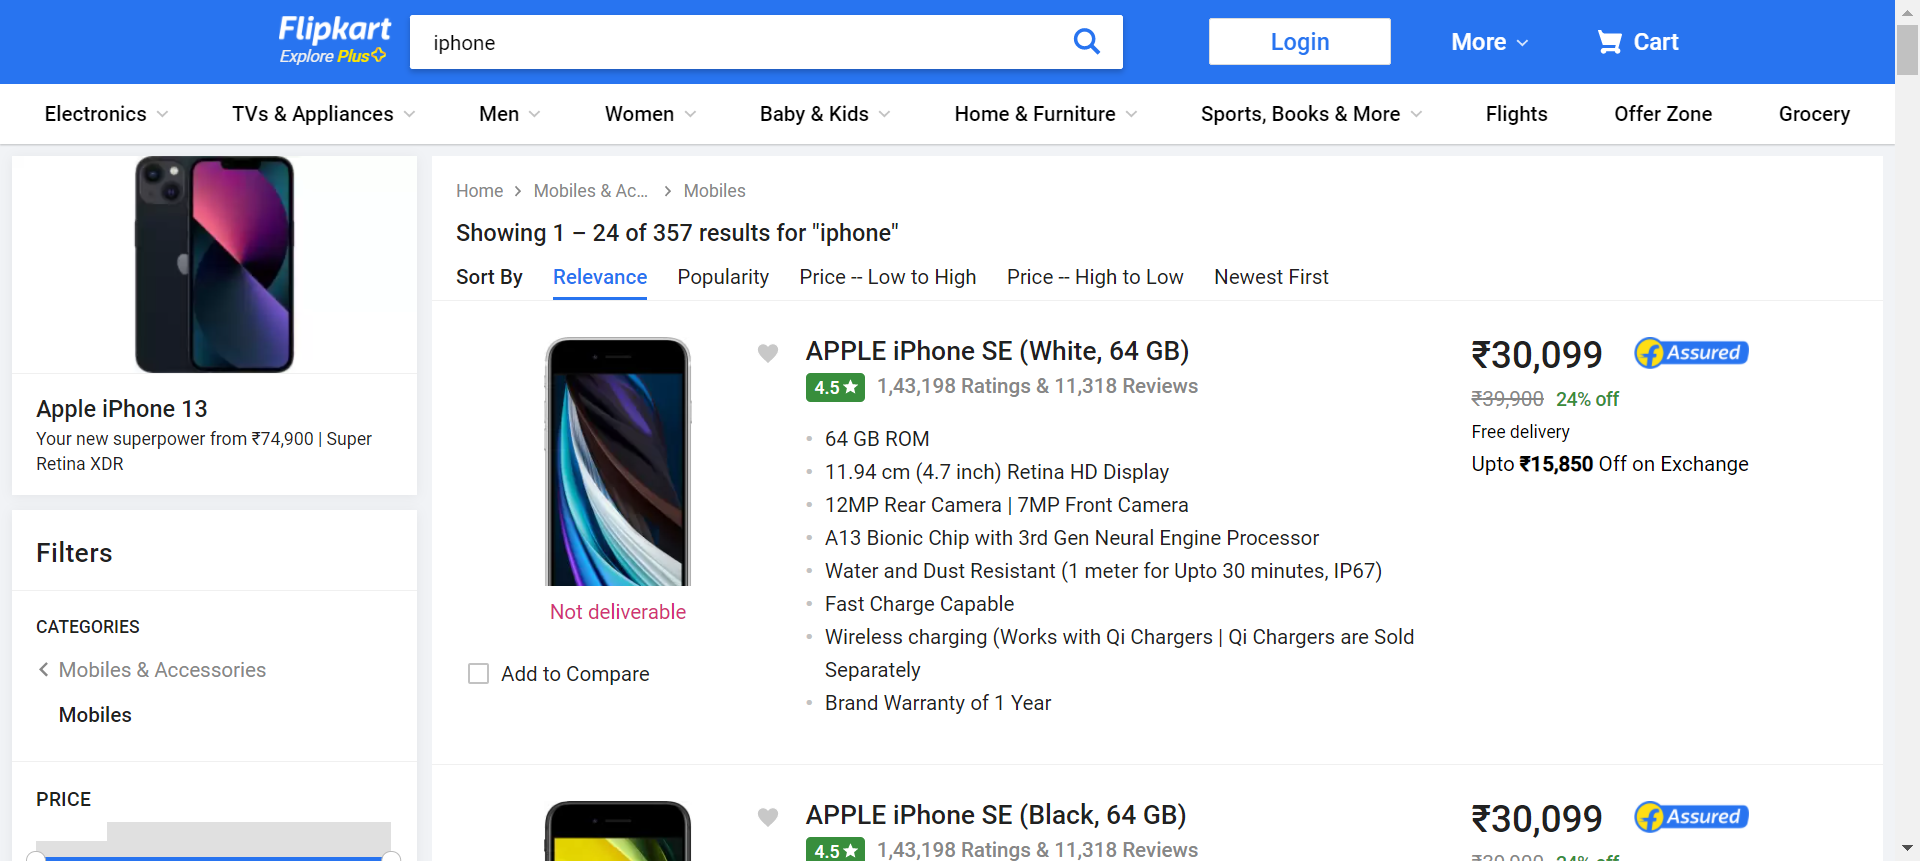 Flipkart
Explore Plus
iphone
Login
More
Cart
Electronics
TVs & Appliances
Men
Women
Baby & Kids
Home & Furniture
Sports, Books & More
Flights
Offer Zone
Grocery
Apple iPhone 13
Your new superpower from ₹74,900 | Super
Retina XDR
Filters
CATEGORIES
Mobiles & Accessories
Mobiles
PRICE
Home
Mobiles & Ac...
Mobiles
Showing 1 – 24 of 357 results for "iphone"
Sort By
Relevance
Popularity
Price -- Low to High
Price -- High to Low
Newest First
Not deliverable
Add to Compare
APPLE iPhone SE (White, 64 GB)
4.5★ 1,43,198 Ratings & 11,318 Reviews
64 GB ROM
11.94 cm (4.7 inch) Retina HD Display
12MP Rear Camera | 7MP Front Camera
A13 Bionic Chip with 3rd Gen Neural Engine Processor
Water and Dust Resistant (1 meter for Upto 30 minutes, IP67)
Fast Charge Capable
Wireless charging (Works with Qi Chargers | Qi Chargers are Sold
Separately
Brand Warranty of 1 Year
₹30,099
Assured
₹39,900 24% off
Free delivery
Upto ₹15,850 Off on Exchange
APPLE iPhone SE (Black, 64 GB)
4.5★ 1,43,198 Ratings & 11,318 Reviews
₹30,099
Assured
₹39,900 24% off